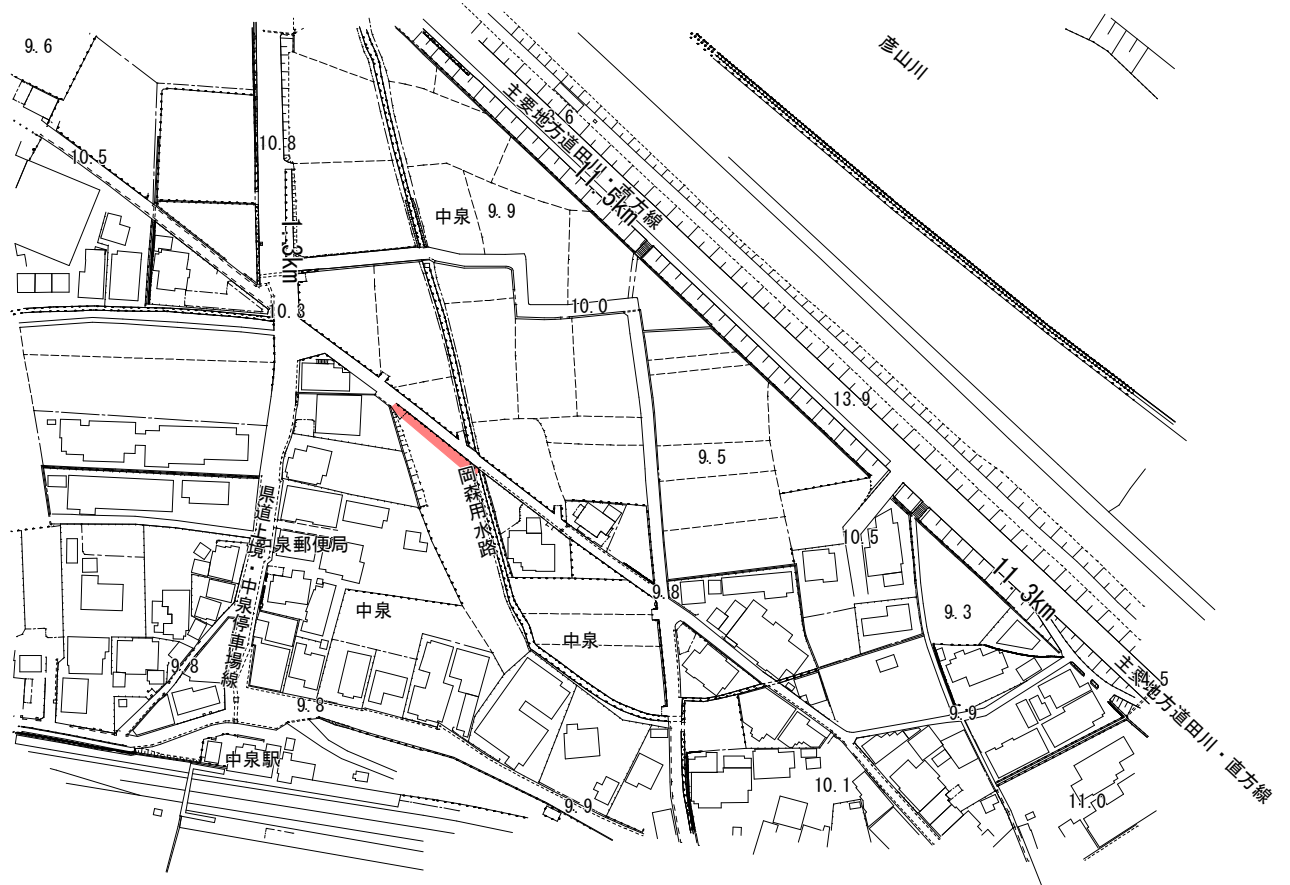 9.6
彦山川
主要地方道田川・直方線
10.5
10.8
11.5km
中泉
9.9
10.3
10.0
13.9
9.5
岡森用水路
県道上境・中泉停車場線
中泉郵便局
10.5
11.3km
9.8
9.3
中泉
中泉
9.8
主要地方道田川・直方線
9.8
9.9
中泉駅
10.1
11.0
9.9